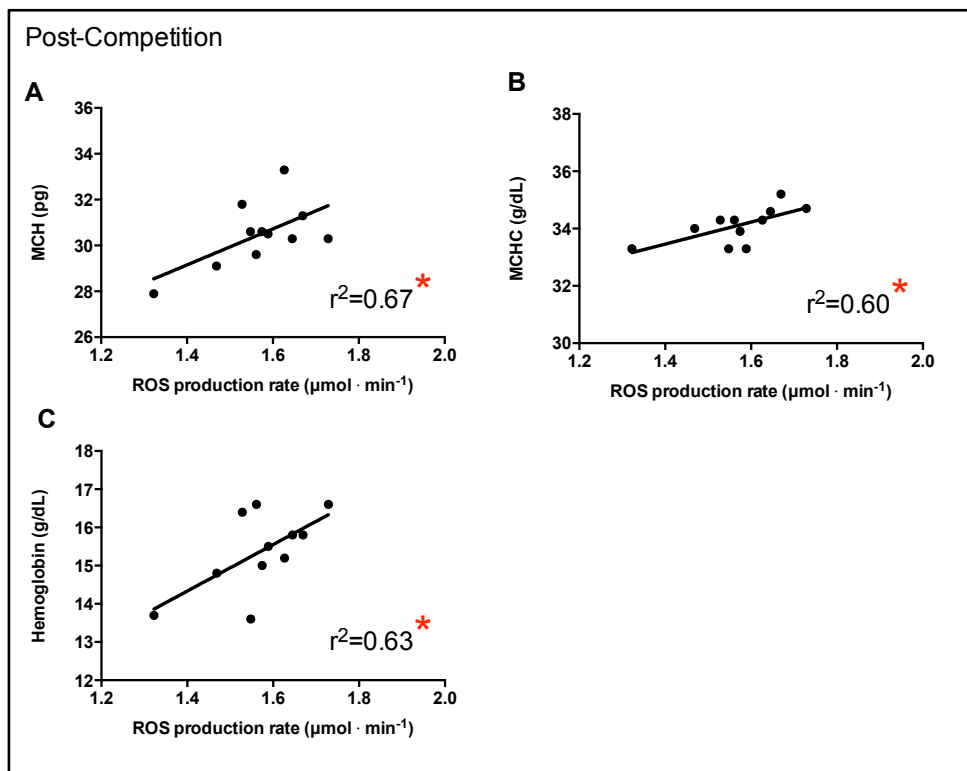 Post-Competition
A
MCH (pg)
36
34
32
30
28
26
1.2 1.4 1.6 1.8 2.0
ROS production rate (µmol · min⁻¹)
r²=0.67 *
B
MCHC (g/dL)
38
36
34
32
30
1.2 1.4 1.6 1.8 2.0
ROS production rate (µmol · min⁻¹)
r²=0.60 *
C
Hemoglobin (g/dL)
18
17
16
15
14
13
12
1.2 1.4 1.6 1.8 2.0
ROS production rate (µmol · min⁻¹)
r²=0.63 *